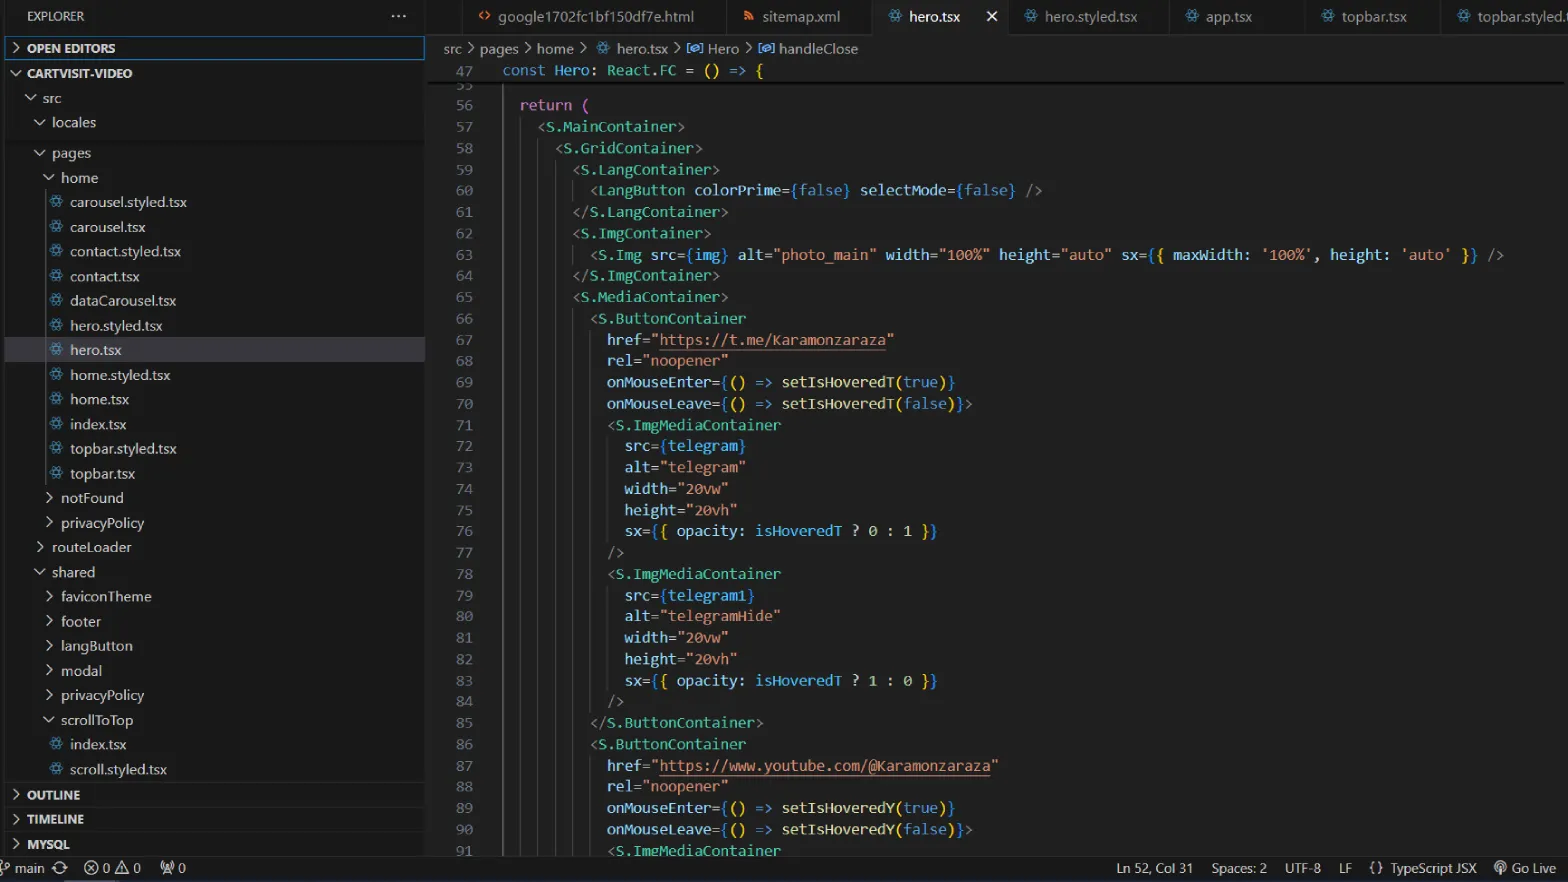 EXPLORER
...
OPEN EDITORS
CARTVISIT-VIDEO
src
locales
pages
home
carousel.styled.tsx
carousel.tsx
contact.styled.tsx
contact.tsx
dataCarousel.tsx
hero.styled.tsx
hero.tsx
home.styled.tsx
home.tsx
index.tsx
topbar.styled.tsx
topbar.tsx
notFound
privacyPolicy
routeLoader
shared
faviconTheme
footer
langButton
modal
privacyPolicy
scrollToTop
index.tsx
scroll.styled.tsx
OUTLINE
TIMELINE
MYSQL
google1702fc1bf150df7e.html sitemap.xml hero.tsx hero.styled.tsx app.tsx topbar.tsx topbar.styled.t
src > pages > home > hero.tsx > Hero > handleClose
47 const Hero: React.FC = () => {
55
56 return (
57 <S.MainContainer>
58 <S.GridContainer>
59 <S.LangContainer>
60 <LangButton colorPrime={false} selectMode={false} />
61 </S.LangContainer>
62 <S.ImgContainer>
63 <S.Img src={img} alt="photo_main" width="100%" height="auto" sx={{ maxWidth: '100%', height: 'auto' }} />
64 </S.ImgContainer>
65 <S.MediaContainer>
66 <S.ButtonContainer
67 href="https://t.me/Karamonzaraza"
68 rel="noopener"
69 onMouseEnter={() => setIsHoveredT(true)}
70 onMouseLeave={() => setIsHoveredT(false)}>
71 <S.ImgMediaContainer
72 src={telegram}
73 alt="telegram"
74 width="20vw"
75 height="20vh"
76 sx={{ opacity: isHoveredT ? 0 : 1 }}
77 />
78 <S.ImgMediaContainer
79 src={telegram1}
80 alt="telegramHide"
81 width="20vw"
82 height="20vh"
83 sx={{ opacity: isHoveredT ? 1 : 0 }}
84 />
85 </S.ButtonContainer>
86 <S.ButtonContainer
87 href="https://www.youtube.com/@Karamonzaraza"
88 rel="noopener"
89 onMouseEnter={() => setIsHoveredY(true)}
90 onMouseLeave={() => setIsHoveredY(false)}>
91 <S.ImgMediaContainer
main 0 0 0 Ln 52, Col 31 Spaces: 2 UTF-8 LF {} TypeScript JSX Go Live